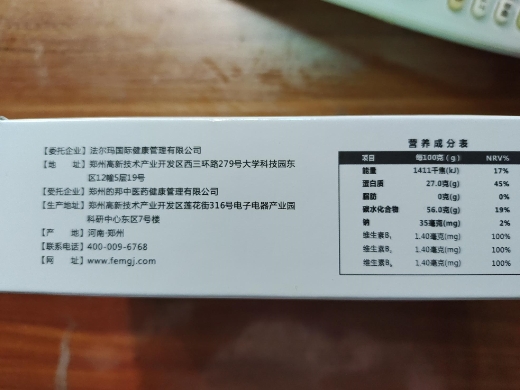 【委托企业】法尔玛国际健康管理有限公司
【地 址】郑州高新技术产业开发区西三环路279号大学科技园东
区12幢5层19号
【受托企业】郑州的邦中医药健康管理有限公司
【生产地址】郑州高新技术产业开发区莲花街316号电子电器产业园
科研中心东区7号楼
【产 地】河南·郑州
【联系电话】400-009-6768
【网 址】www.femgj.com
营养成分表
项目 每100克(g) NRV%
能量 1411千焦(kJ) 17%
蛋白质 27.0克(g) 45%
脂肪 0克(g) 0%
碳水化合物 56.0克(g) 19%
钠 35毫克(mg) 2%
维生素B₁ 1.40毫克(mg) 100%
维生素B₂ 1.40毫克(mg) 100%
维生素B₆ 1.40毫克(mg) 100%